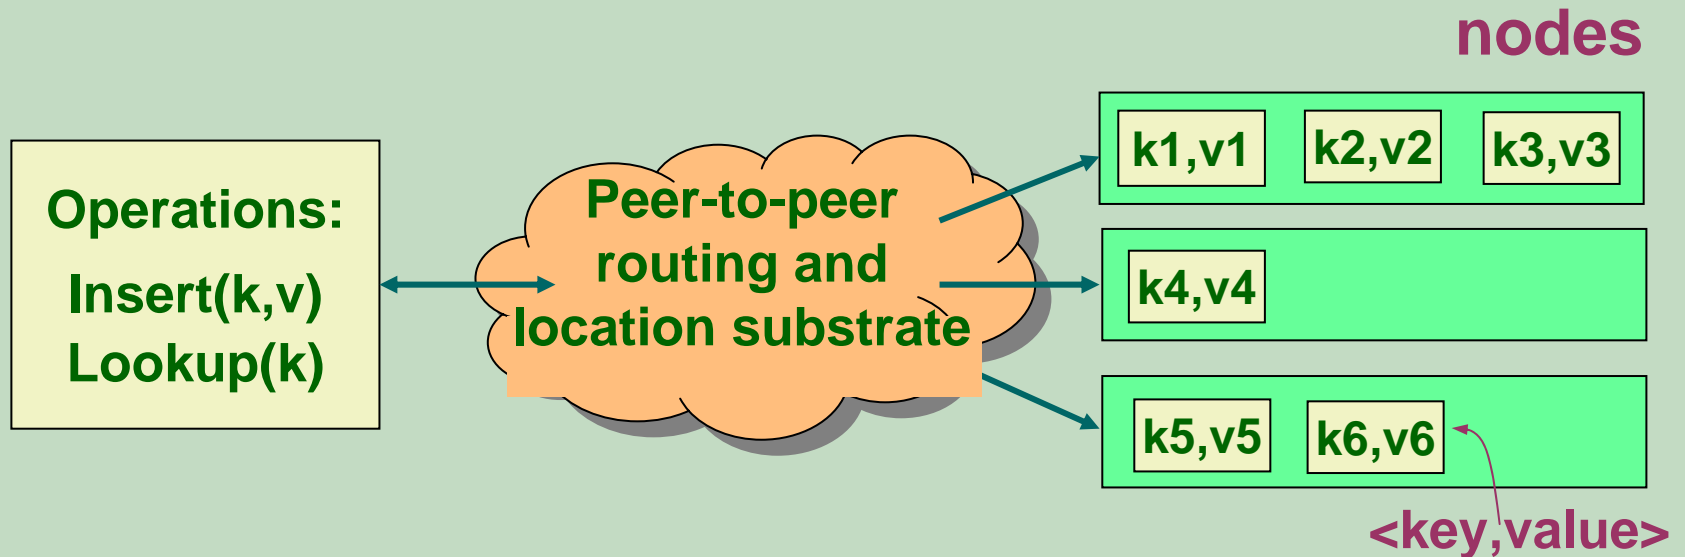 nodes
Operations:
Insert(k,v)
Lookup(k)
Peer-to-peer
routing and
location substrate
k1,v1 k2,v2 k3,v3
k4,v4
k5,v5 k6,v6
<key,value>